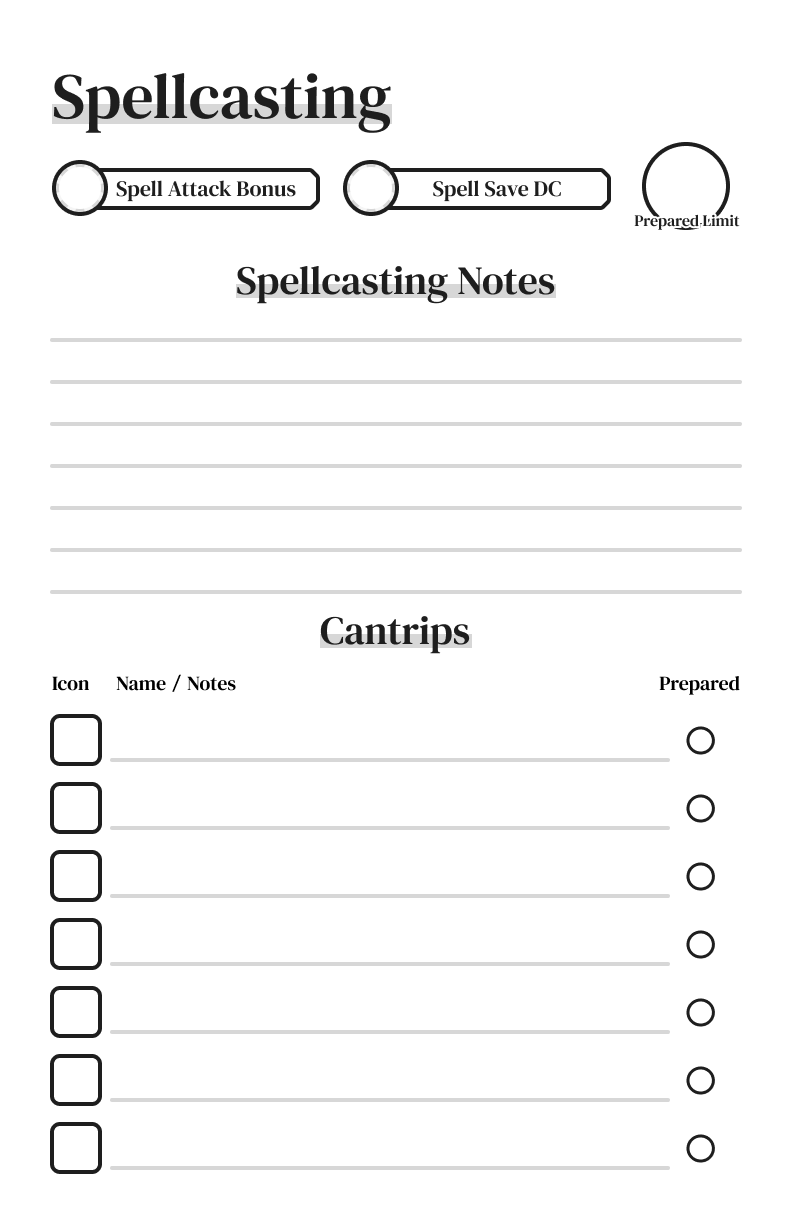 Spellcasting
Spell Attack Bonus
Spell Save DC
Prepared Limit
Spellcasting Notes
Cantrips
Icon Name / Notes Prepared